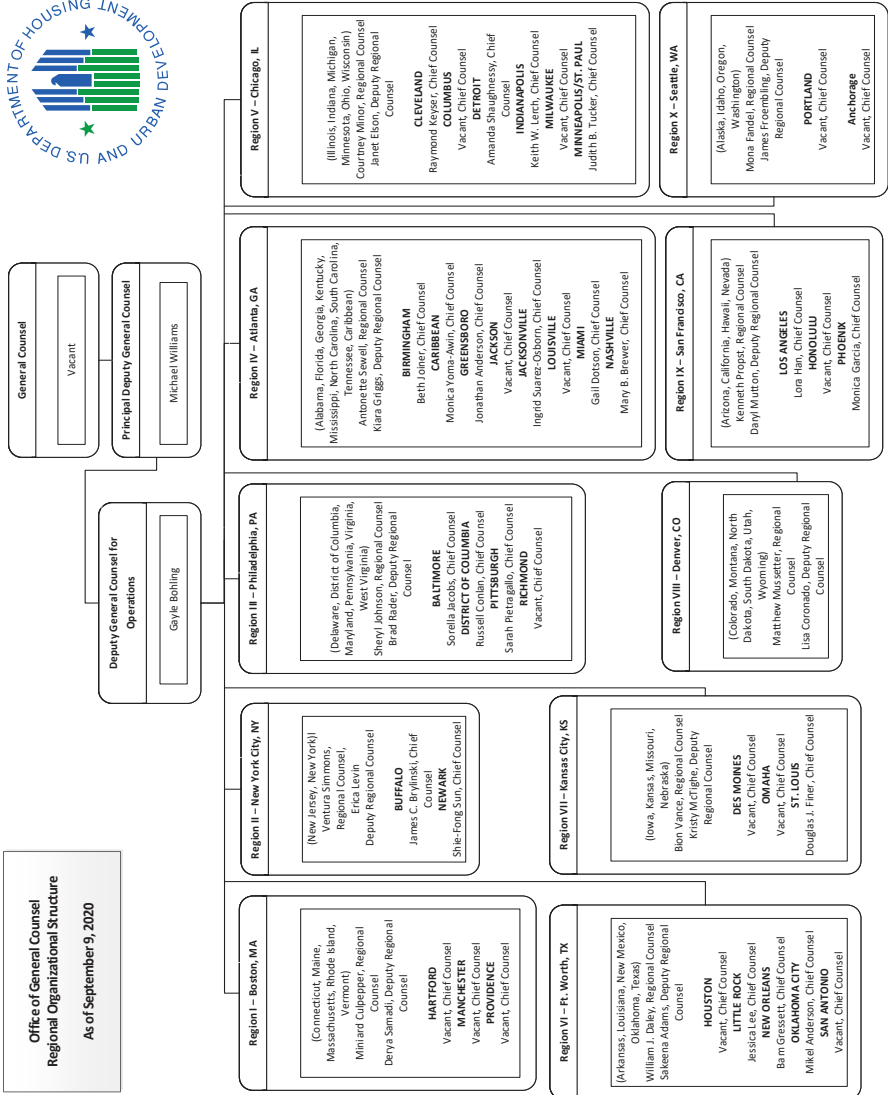 Office of General Counsel
Regional Organizational Structure
As of September 9, 2020
General Counsel
Vacant
Principal Deputy General Counsel
Michael Williams
Deputy General Counsel for
Operations
Gayle Bohling
U.S. DEPARTMENT OF HOUSING AND URBAN DEVELOPMENT
Region I – Boston, MA
(Connecticut, Maine,
Massachusetts, Rhode Island,
Vermont)
Miniard Culpepper, Regional
Counsel
Derya Samadi, Deputy Regional
Counsel
HARTFORD
Vacant, Chief Counsel
MANCHESTER
Vacant, Chief Counsel
PROVIDENCE
Vacant, Chief Counsel
Region II – New York City, NY
(New Jersey, New York)I
Ventura Simmons,
Regional Counsel,
Erica Levin
Deputy Regional Counsel
BUFFALO
James C. Brylinski, Chief
Counsel
NEWARK
Shie-Fong Sun, Chief Counsel
Region III – Philadelphia, PA
(Delaware, District of Columbia,
Maryland, Pennsylvania, Virginia,
West Virginia)
Sheryl Johnson, Regional Counsel
Brad Rader, Deputy Regional
Counsel
BALTIMORE
Sorella Jacobs, Chief Counsel
DISTRICT OF COLUMBIA
Russell Conlan, Chief Counsel
PITTSBURGH
Sarah Pietragallo, Chief Counsel
RICHMOND
Vacant, Chief Counsel
Region IV – Atlanta, GA
(Alabama, Florida, Georgia, Kentucky,
Mississippi, North Carolina, South Carolina,
Tennessee, Caribbean)
Antonette Sewell, Regional Counsel
Kiara Griggs, Deputy Regional Counsel
BIRMINGHAM
Beth Joiner, Chief Counsel
CARIBBEAN
Monica Yoma-Awin, Chief Counsel
GREENSBORO
Jonathan Anderson, Chief Counsel
JACKSON
Vacant, Chief Counsel
JACKSONVILLE
Ingrid Suarez-Osborn, Chief Counsel
LOUISVILLE
Vacant, Chief Counsel
MIAMI
Gail Dotson, Chief Counsel
NASHVILLE
Mary B. Brewer, Chief Counsel
Region V – Chicago, IL
(Illinois, Indiana, Michigan,
Minnesota, Ohio, Wisconsin)
Courtney Minor, Regional Counsel
Janet Elson, Deputy Regional
Counsel
CLEVELAND
Raymond Keyser, Chief Counsel
COLUMBUS
Vacant, Chief Counsel
DETROIT
Amanda Shaughnessy, Chief
Counsel
INDIANAPOLIS
Keith W. Lerch, Chief Counsel
MILWAUKEE
Vacant, Chief Counsel
MINNEAPOLIS/ST. PAUL
Judith B. Tucker, Chief Counsel
Region VI – Ft. Worth, TX
(Arkansas, Louisiana, New Mexico,
Oklahoma, Texas)
William J. Daley, Regional Counsel
Sakeena Adams, Deputy Regional
Counsel
HOUSTON
Vacant, Chief Counsel
LITTLE ROCK
Jessica Lee, Chief Counsel
NEW ORLEANS
Bam Gressett, Chief Counsel
OKLAHOMA CITY
Mikel Anderson, Chief Counsel
SAN ANTONIO
Vacant, Chief Counsel
Region VII – Kansas City, KS
(Iowa, Kansas, Missouri,
Nebraska)
Bion Vance, Regional Counsel
Kristy McTighe, Deputy
Regional Counsel
DES MOINES
Vacant, Chief Counsel
OMAHA
Vacant, Chief Counsel
ST. LOUIS
Douglas J. Finer, Chief Counsel
Region VIII – Denver, CO
(Colorado, Montana, North
Dakota, South Dakota, Utah,
Wyoming)
Matthew Mussetter, Regional
Counsel
Lisa Coronado, Deputy Regional
Counsel
Region IX – San Francisco, CA
(Arizona, California, Hawaii, Nevada)
Kenneth Propst, Regional Counsel
Daryl Mutton, Deputy Regional Counsel
LOS ANGELES
Lora Han, Chief Counsel
HONOLULU
Vacant, Chief Counsel
PHOENIX
Monica Garcia, Chief Counsel
Region X – Seattle, WA
(Alaska, Idaho, Oregon,
Washington)
Mona Fandel, Regional Counsel
James Froembling, Deputy
Regional Counsel
PORTLAND
Vacant, Chief Counsel
Anchorage
Vacant, Chief Counsel